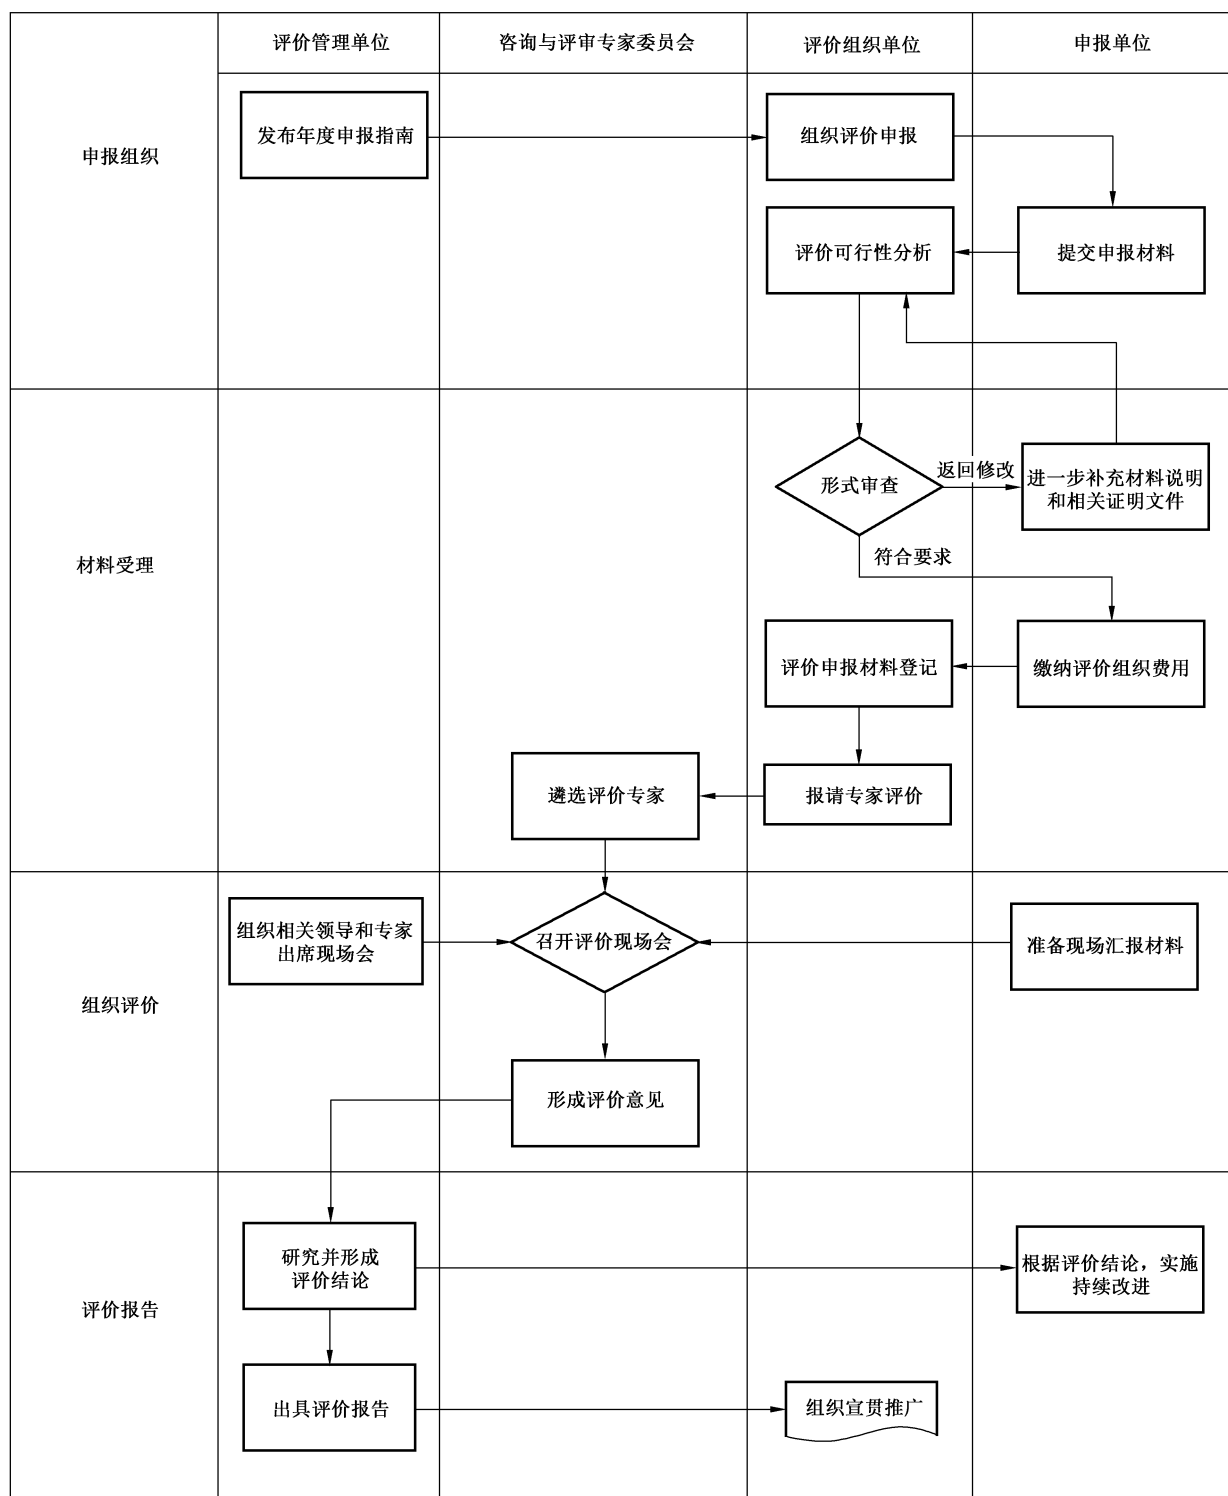 评价管理单位
咨询与评审专家委员会
评价组织单位
申报单位
申报组织
发布年度申报指南
组织评价申报
评价可行性分析
提交申报材料
材料受理
形式审查
返回修改
进一步补充材料说明
和相关证明文件
符合要求
评价申报材料登记
缴纳评价组织费用
遴选评价专家
报请专家评价
组织评价
组织相关领导和专家
出席现场会
召开评价现场会
准备现场汇报材料
形成评价意见
评价报告
研究并形成
评价结论
根据评价结论，实施
持续改进
出具评价报告
组织宣贯推广